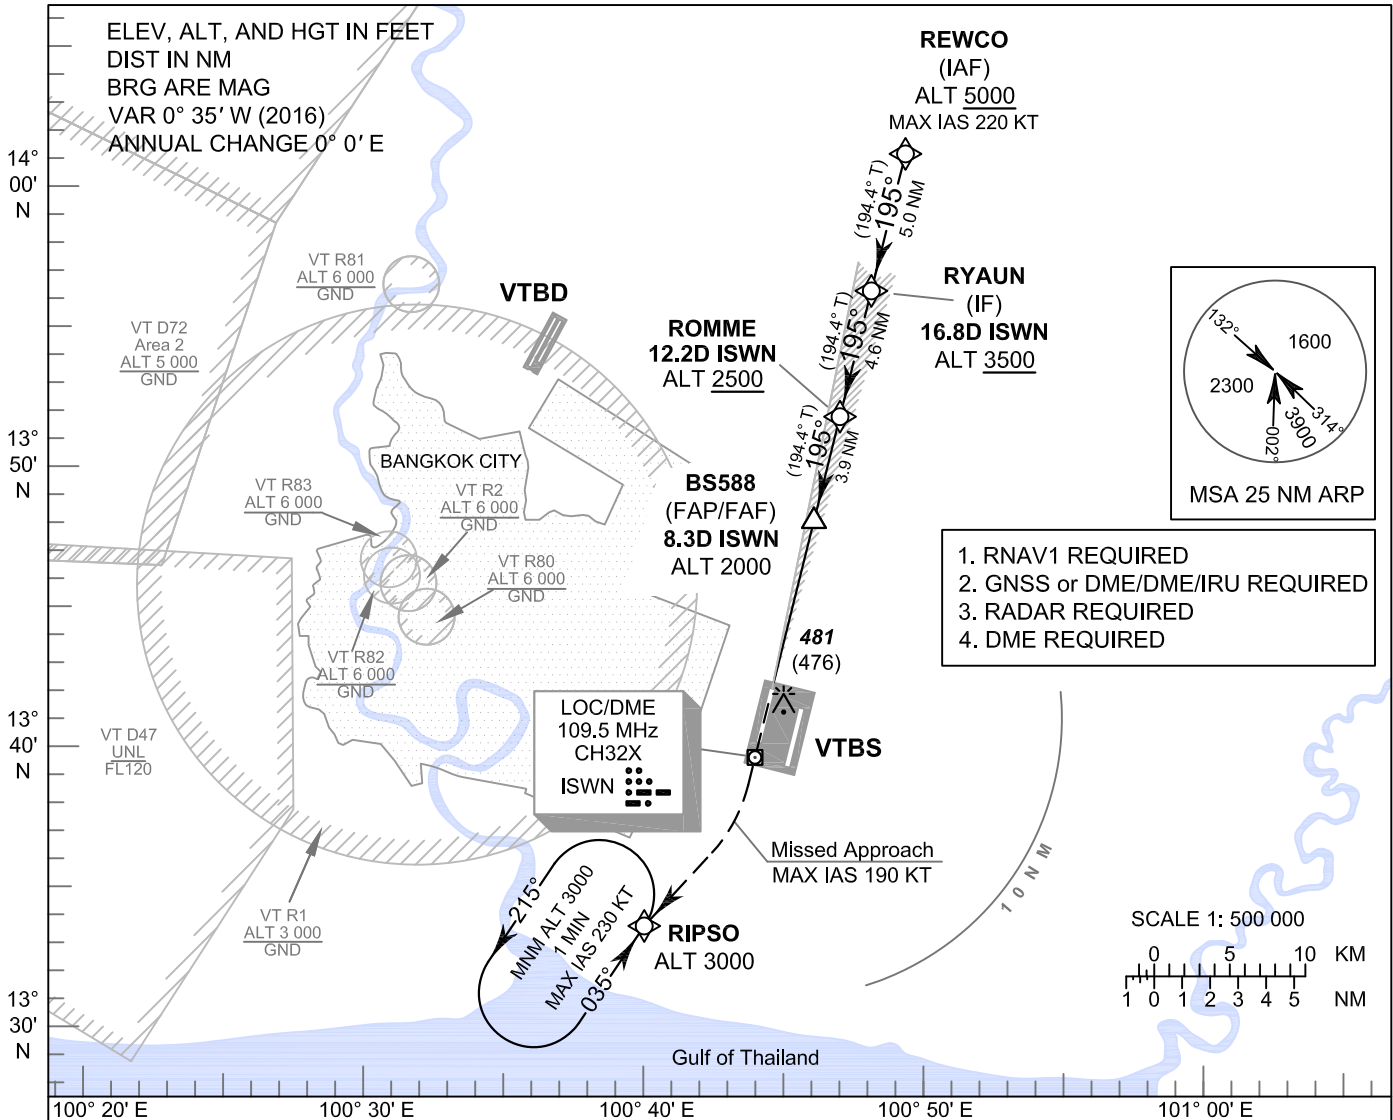 ELEV, ALT, AND HGT IN FEET
DIST IN NM
BRG ARE MAG
VAR 0° 35′ W (2016)
ANNUAL CHANGE 0° 0′ E
REWCO
(IAF)
ALT 5000
MAX IAS 220 KT
14°
00'
N
(194.4° T)
195°
5.0 NM
VT R81
ALT 6 000
GND
VTBD
RYAUN
(IF)
16.8D ISWN
ALT 3500
VT D72
Area 2
ALT 5 000
GND
ROMME
12.2D ISWN
ALT 2500
(194.4° T)
195°
4.6 NM
132°
1600
2300
3900
314°
002°
MSA 25 NM ARP
13°
50'
N
BANGKOK CITY
(194.4° T)
195°
3.9 NM
VT R83
ALT 6 000
GND
VT R2
ALT 6 000
GND
BS588
(FAP/FAF)
8.3D ISWN
ALT 2000
VT R80
ALT 6 000
GND
1. RNAV1 REQUIRED
2. GNSS or DME/DME/IRU REQUIRED
3. RADAR REQUIRED
4. DME REQUIRED
VT R82
ALT 6 000
GND
481
(476)
13°
40'
N
VT D47
UNL
FL120
LOC/DME
109.5 MHz
CH32X
ISWN
VTBS
Missed Approach
MAX IAS 190 KT
10 NM
VT R1
ALT 3 000
GND
215°
MNM ALT 3000
1 MIN
MAX IAS 230 KT
035°
RIPSO
ALT 3000
SCALE 1: 500 000
0 5 10 KM
1 0 1 2 3 4 5 NM
13°
30'
N
Gulf of Thailand
100° 20' E
100° 30' E
100° 40' E
100° 50' E
101° 00' E